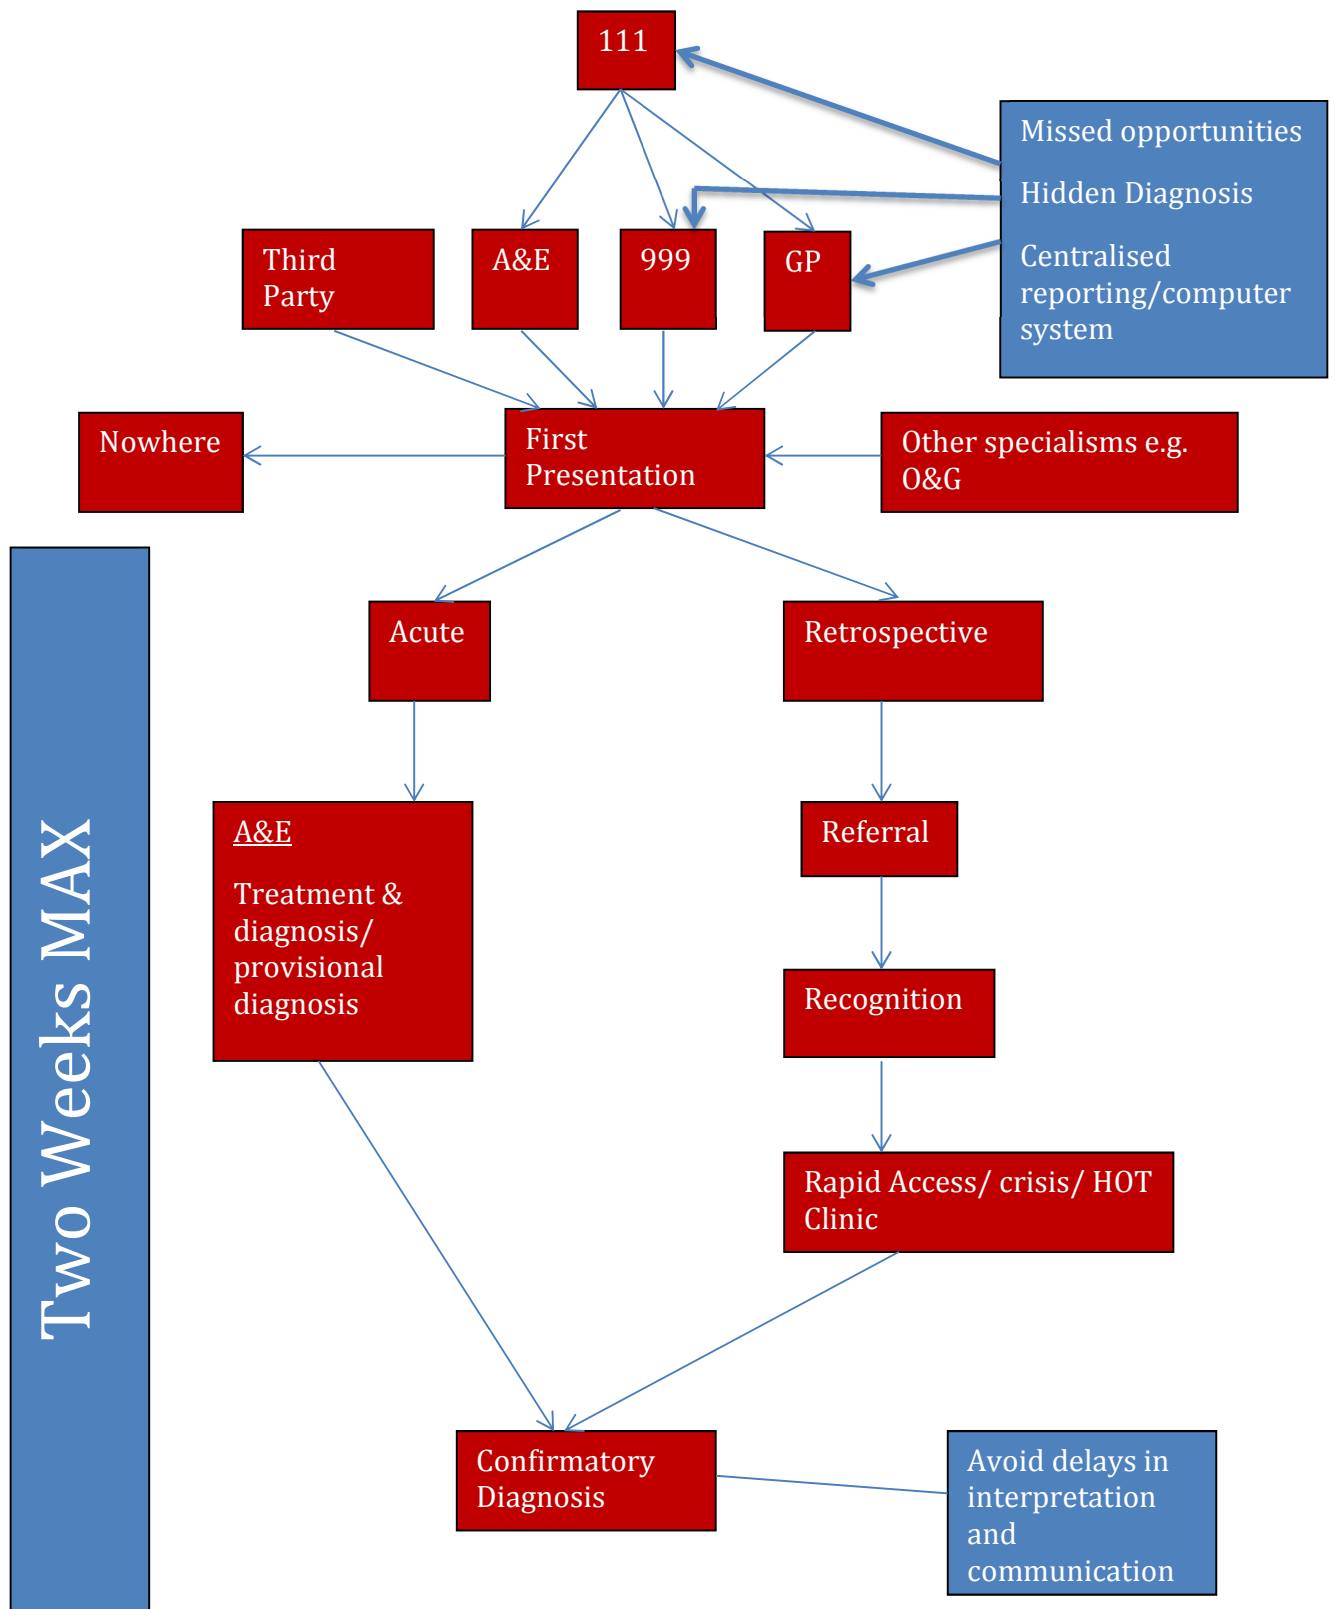 111
Missed opportunities
Hidden Diagnosis
Centralised
reporting/computer
system
Third
Party
A&E
999
GP
Nowhere
First
Presentation
Other specialisms e.g.
O&G
Two Weeks MAX
Acute
Retrospective
A&E
Treatment &
diagnosis/
provisional
diagnosis
Referral
Recognition
Rapid Access/ crisis/ HOT
Clinic
Confirmatory
Diagnosis
Avoid delays in
interpretation
and
communication